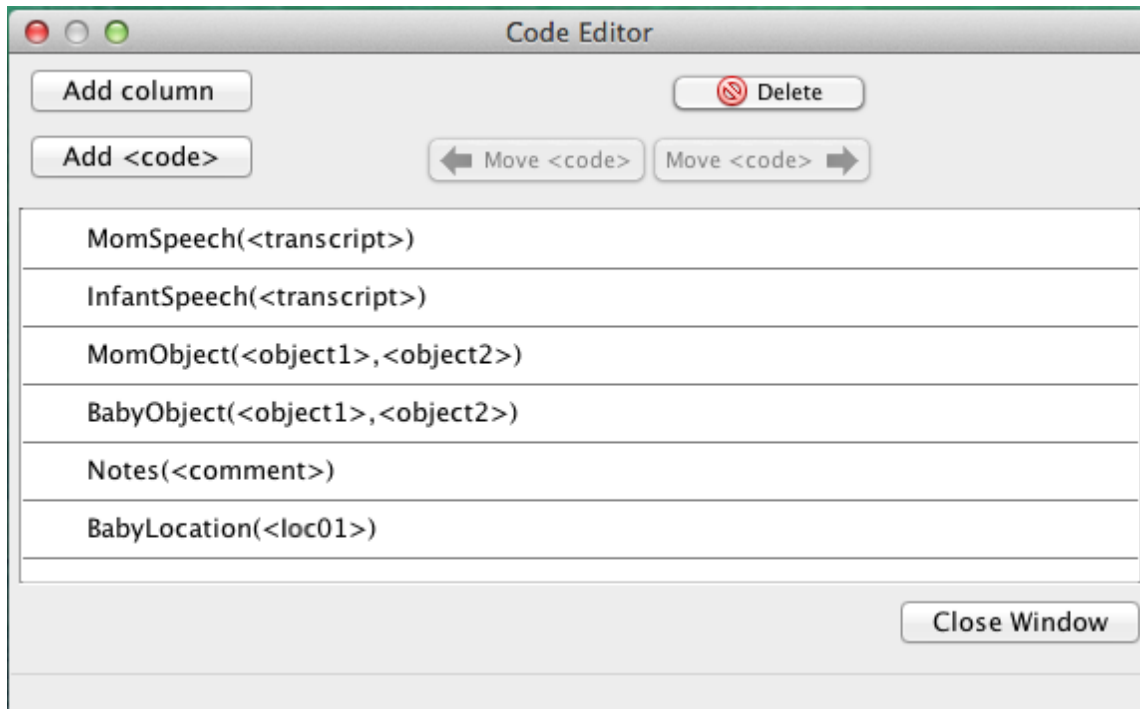 Code Editor
Add column
Delete
Add <code>
Move <code>
Move <code>
MomSpeech(<transcript>)
InfantSpeech(<transcript>)
MomObject(<object1>,<object2>)
BabyObject(<object1>,<object2>)
Notes(<comment>)
BabyLocation(<loc01>)
Close Window